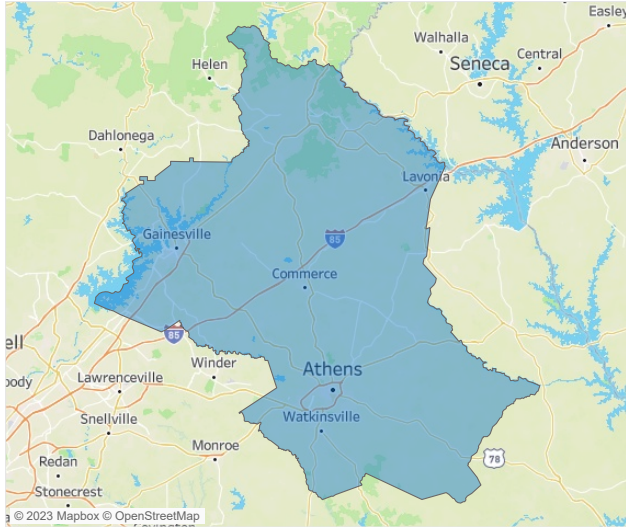 Easley
Walhalla
Central
Helen
Seneca
Dahlonega
Anderson
Lavonia
Gainesville
85
Commerce
85
ell
Winder
Athens
oody
Lawrenceville
Snellville
Watkinsville
Monroe
78
Redan
Stonecrest
© 2023 Mapbox © OpenStreetMap